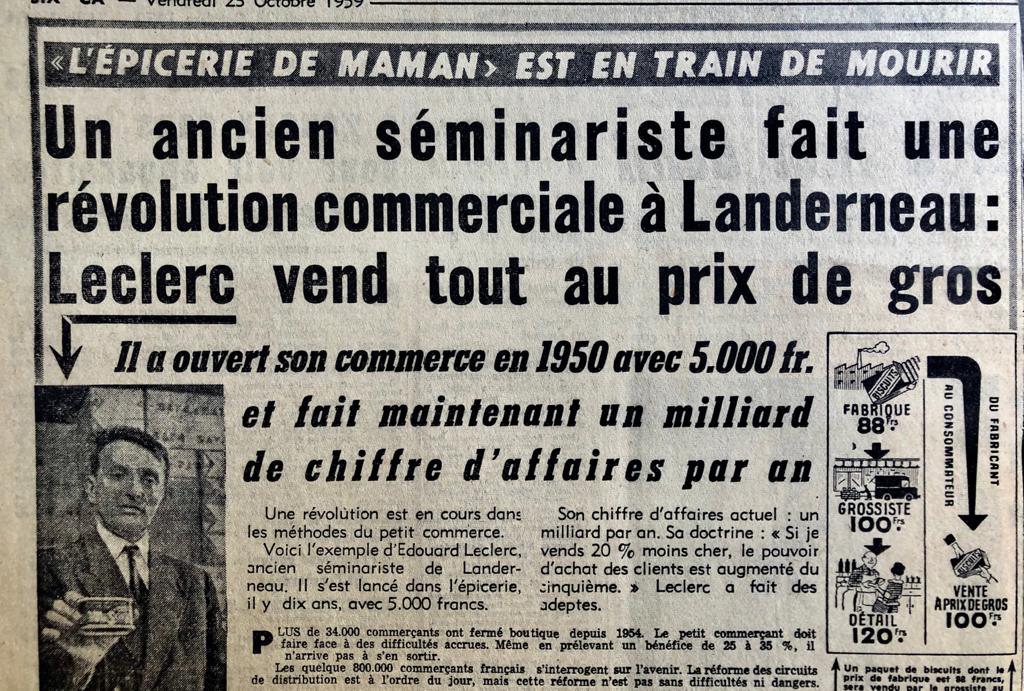 SIX CA — Vendredi 23 Octobre 1959
«L'ÉPICERIE DE MAMAN» EST EN TRAIN DE MOURIR
Un ancien séminariste fait une
révolution commerciale à Landerneau:
Leclerc vend tout au prix de gros
Il a ouvert son commerce en 1950 avec 5.000 fr.
et fait maintenant un milliard
de chiffre d'affaires par an
Une révolution est en cours dans
les méthodes du petit commerce.
Voici l'exemple d'Edouard Leclerc,
ancien séminariste de Lander-
neau. Il s'est lancé dans l'épicerie,
il y dix ans, avec 5.000 francs.
Son chiffre d'affaires actuel : un
milliard par an. Sa doctrine : « Si je
vends 20 % moins cher, le pouvoir
d'achat des clients est augmenté du
cinquième. » Leclerc a fait des
adeptes.
PLUS de 34.000 commerçants ont fermé boutique depuis 1954. Le petit commerçant doit
faire face à des difficultés accrues. Même en prélevant un bénéfice de 25 à 35 %, il
n'arrive pas à s'en sortir.
Les quelque 800.000 commerçants français s'interrogent sur l'avenir. La réforme des circuits
de distribution est à l'ordre du jour, mais cette réforme n'est pas sans difficultés ni dangers.
BISCUITS
FABRIQUE
88 Frs
GROSSISTE
100 Frs
DÉTAIL
120 Frs
DU FABRICANT
AU CONSOMMATEUR
BISCUITS
VENTE
A PRIX DE GROS
100 Frs
Un paquet de biscuits dont le
prix de fabrique est 88 francs,
sera vendu par le grossiste au